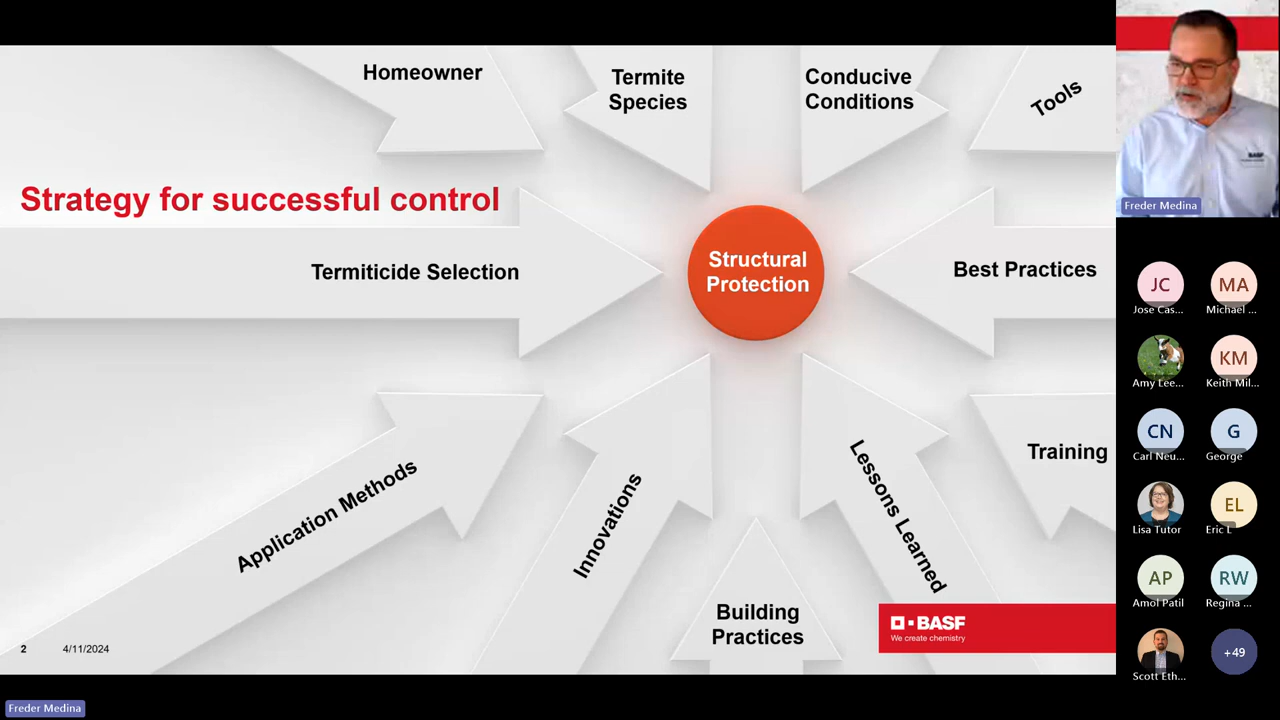 Homeowner
Termite
Species
Conducive
Conditions
Tools
Strategy for successful control
Termiticide Selection
Structural
Protection
Best Practices
Application Methods
Innovations
Lessons Learned
Training
Building
Practices
BASF
We create chemistry
2
4/11/2024
BASF
Freder Medina
JC
Jose Cas...
MA
Michael ...
Amy Lee...
KM
Keith Mil...
CN
Carl Neu...
G
George
Lisa Tutor
EL
Eric L
AP
Amol Patil
RW
Regina ...
Scott Eth...
+49
Freder Medina